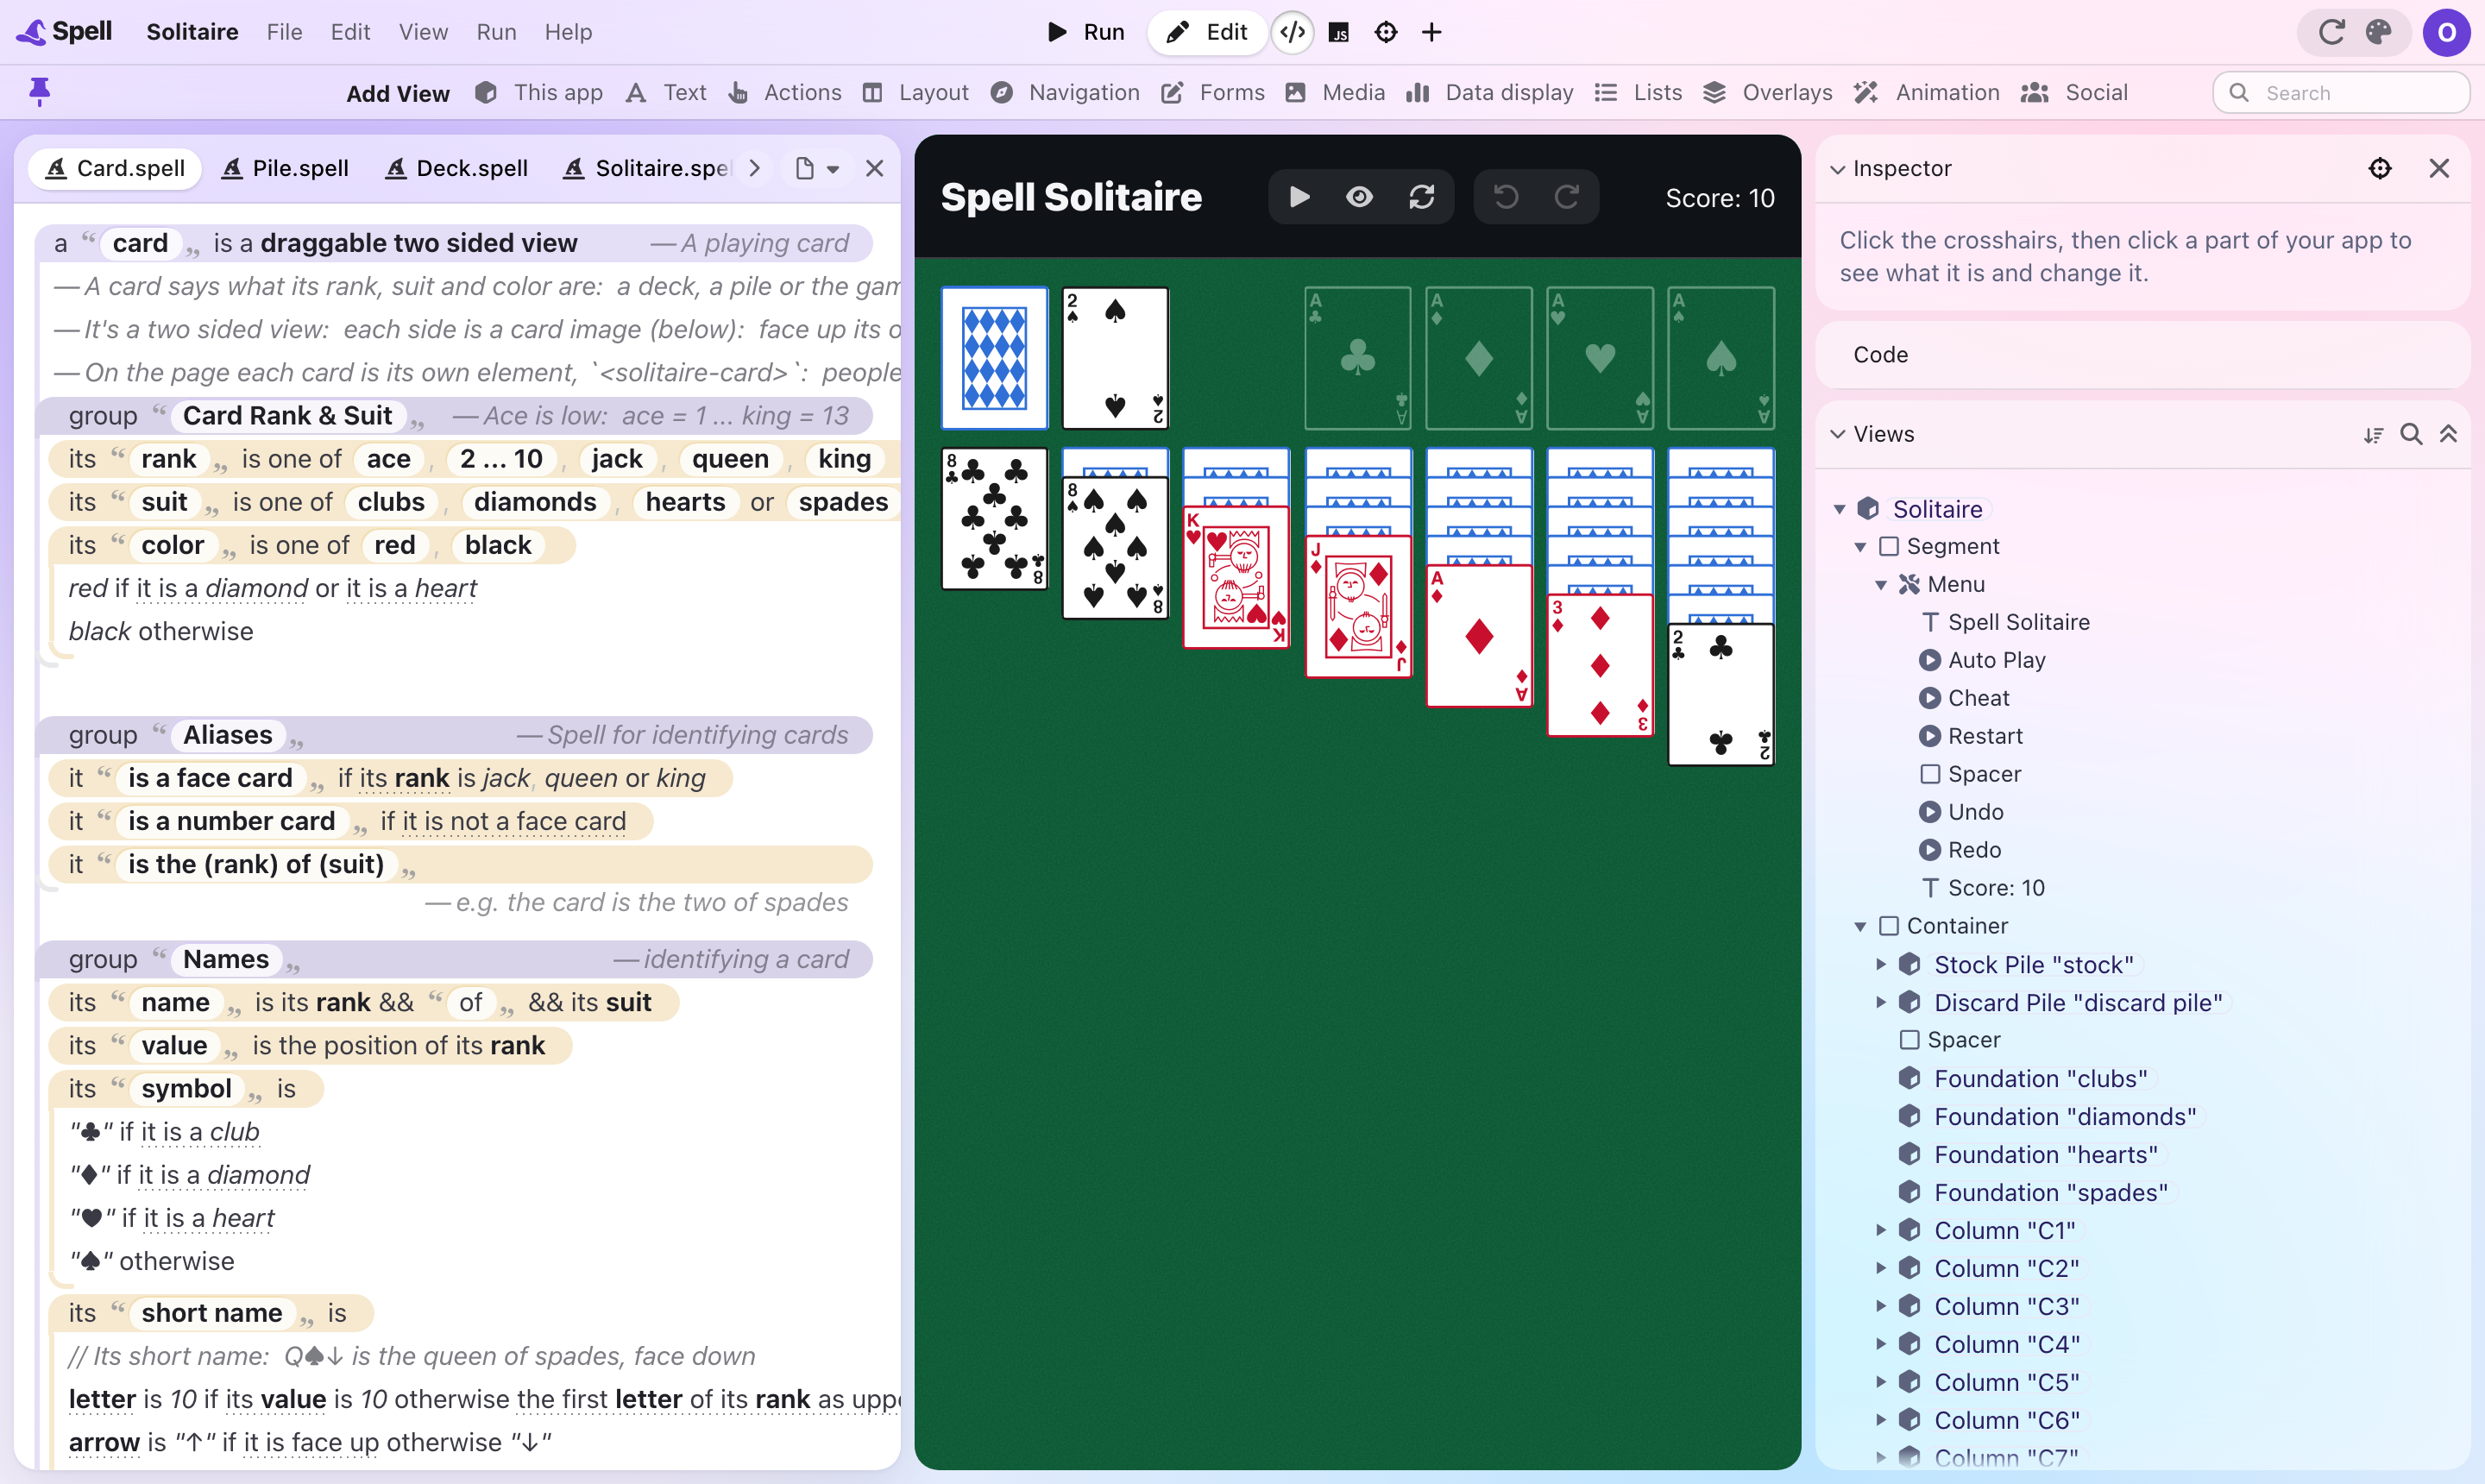 Spell Solitaire File Edit View Run Help Run Edit </> JS O
Add View This app Text Actions Layout Navigation Forms Media Data display Lists Overlays Animation Social Search
Card.spell Pile.spell Deck.spell Solitaire.spel
a “ card „ is a draggable two sided view — A playing card
— A card says what its rank, suit and color are: a deck, a pile or the gam
— It's a two sided view: each side is a card image (below): face up its o
— On the page each card is its own element, `<solitaire-card>`: people
group “ Card Rank & Suit „ — Ace is low: ace = 1 ... king = 13
its “ rank „ is one of ace , 2 ... 10 , jack , queen , king
its “ suit „ is one of clubs , diamonds , hearts or spades
its “ color „ is one of red , black
red if it is a diamond or it is a heart
black otherwise
group “ Aliases „ — Spell for identifying cards
it “ is a face card „ if its rank is jack, queen or king
it “ is a number card „ if it is not a face card
it “ is the (rank) of (suit) „
— e.g. the card is the two of spades
group “ Names „ — identifying a card
its “ name „ is its rank && “ of „ && its suit
its “ value „ is the position of its rank
its “ symbol „ is
"♣" if it is a club
"♦" if it is a diamond
"♥" if it is a heart
"♠" otherwise
its “ short name „ is
// Its short name: Q♠↓ is the queen of spades, face down
letter is 10 if its value is 10 otherwise the first letter of its rank as uppe
arrow is "↑" if it is face up otherwise "↓"
Spell Solitaire Score: 10
2 2 A A A A A A A A
8 8
8 8
K K
J J
A A
3 3
2 2
Inspector
Click the crosshairs, then click a part of your app to
see what it is and change it.
Code
Views
Solitaire
Segment
Menu
Spell Solitaire
Auto Play
Cheat
Restart
Spacer
Undo
Redo
Score: 10
Container
Stock Pile "stock"
Discard Pile "discard pile"
Spacer
Foundation "clubs"
Foundation "diamonds"
Foundation "hearts"
Foundation "spades"
Column "C1"
Column "C2"
Column "C3"
Column "C4"
Column "C5"
Column "C6"
Column "C7"